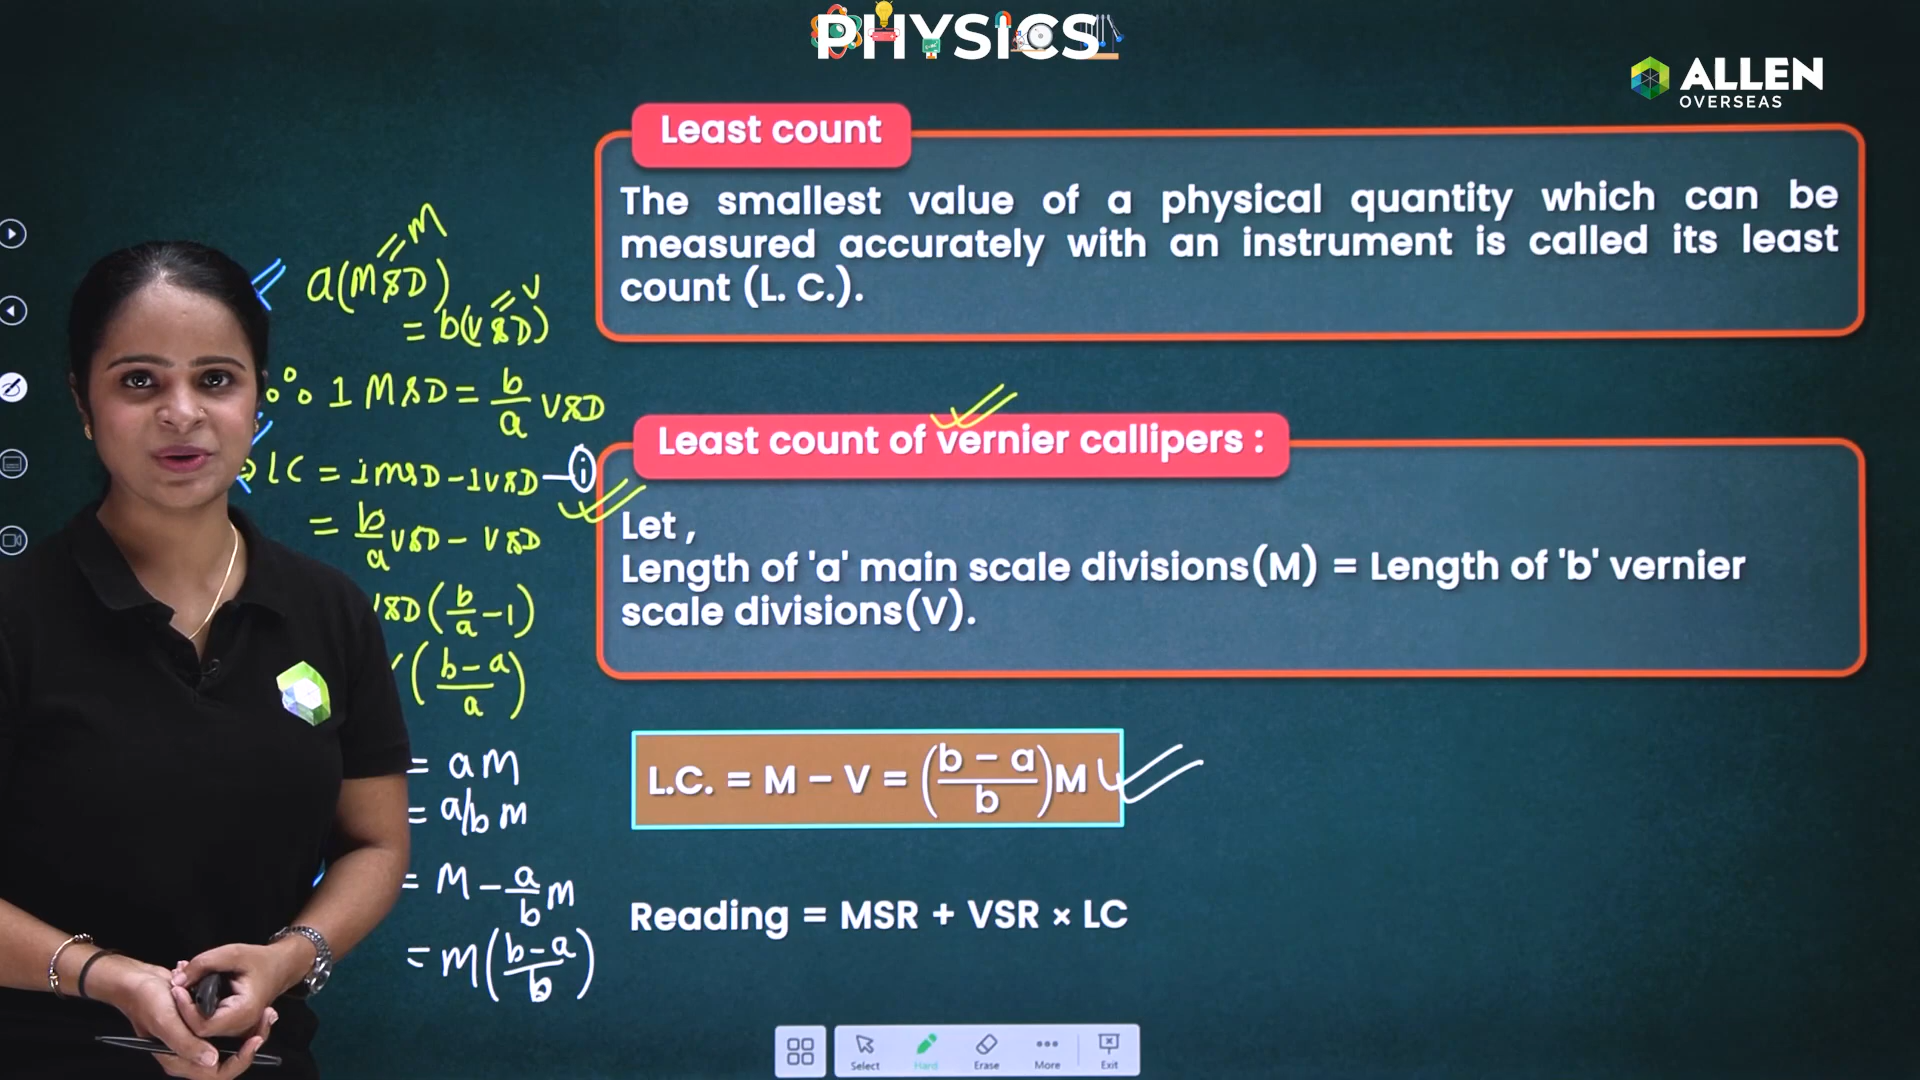 PHYSICS
ALLEN
OVERSEAS
Least count
The smallest value of a physical quantity which can be
measured accurately with an instrument is called its least
count (L. C.).
Least count of vernier callipers :
Let ,
Length of 'a' main scale divisions(M) = Length of 'b' vernier
scale divisions(V).
L.C. = M – V = (b – a / b)M
Reading = MSR + VSR × LC
= M
a(MSD)
= V
= b(VSD)
∴ 1 MSD = b/a VSD
⇒ LC = 1MSD - 1VSD — (i)
= b/a VSD - VSD
VSD(b/a - 1)
(b-a / a)
= aM
= a/b M
= M - a/b M
= M(b-a / b)
Select
Hard
Erase
More
Exit